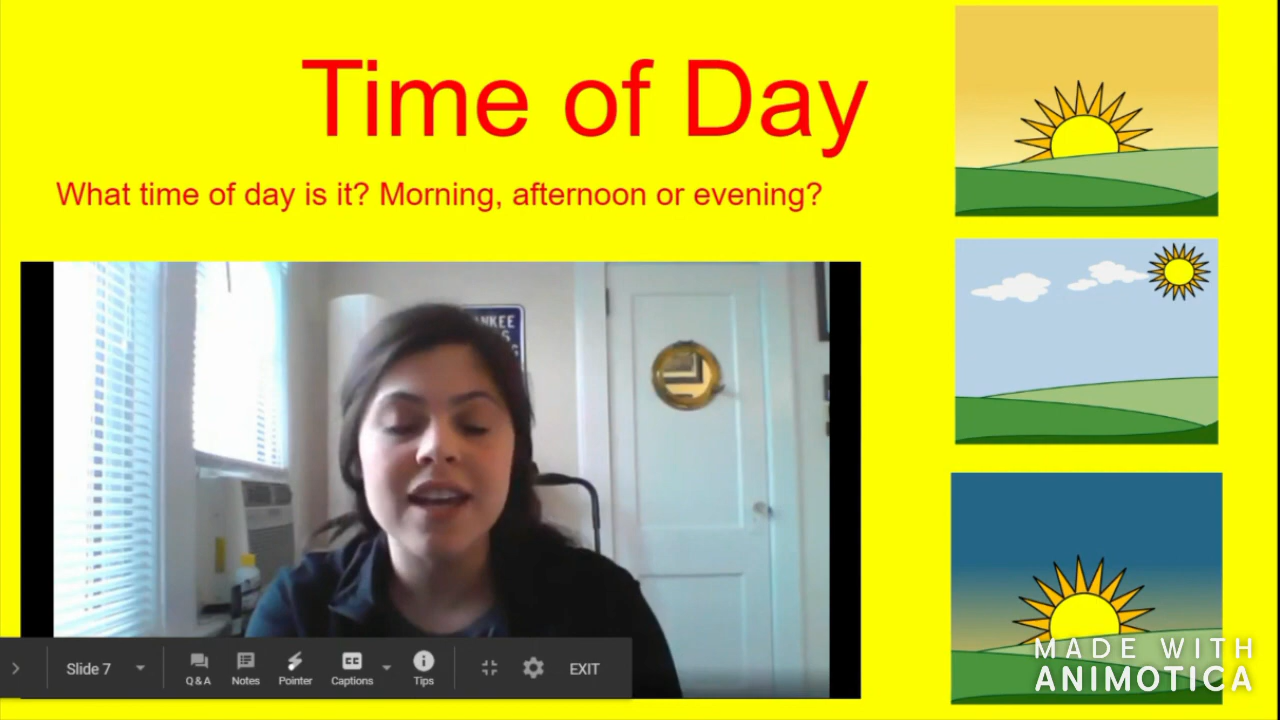 Time of Day
What time of day is it? Morning, afternoon or evening?
Slide 7
Q & A
Notes
Pointer
CC
Captions
Tips
EXIT
MADE WITH
ANIMOTICA